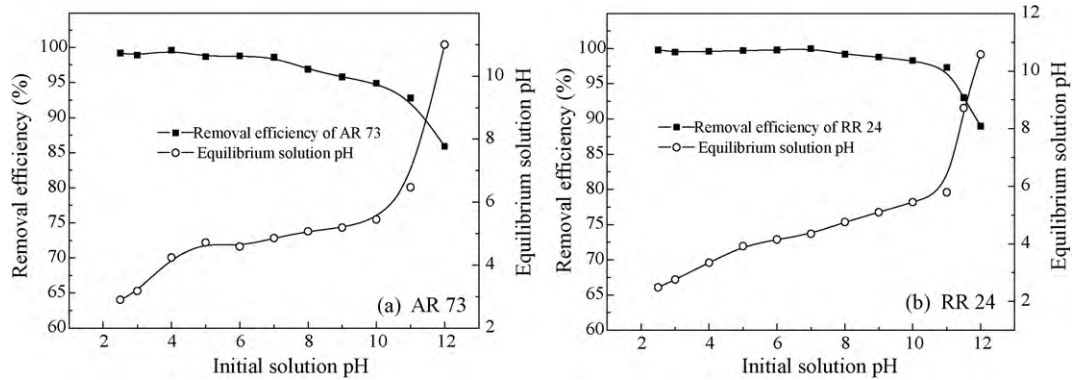 100
95
90
85
80
75
70
65
60
Removal efficiency (%)
Removal efficiency of AR 73
Equilibrium solution pH
(a) AR 73
2 4 6 8 10 12
Initial solution pH
10
8
6
4
2
Equilibrium solution pH
100
95
90
85
80
75
70
65
60
Removal efficiency (%)
Removal efficiency of RR 24
Equilibrium solution pH
(b) RR 24
2 4 6 8 10 12
Initial solution pH
12
10
8
6
4
2
Equilibrium solution pH